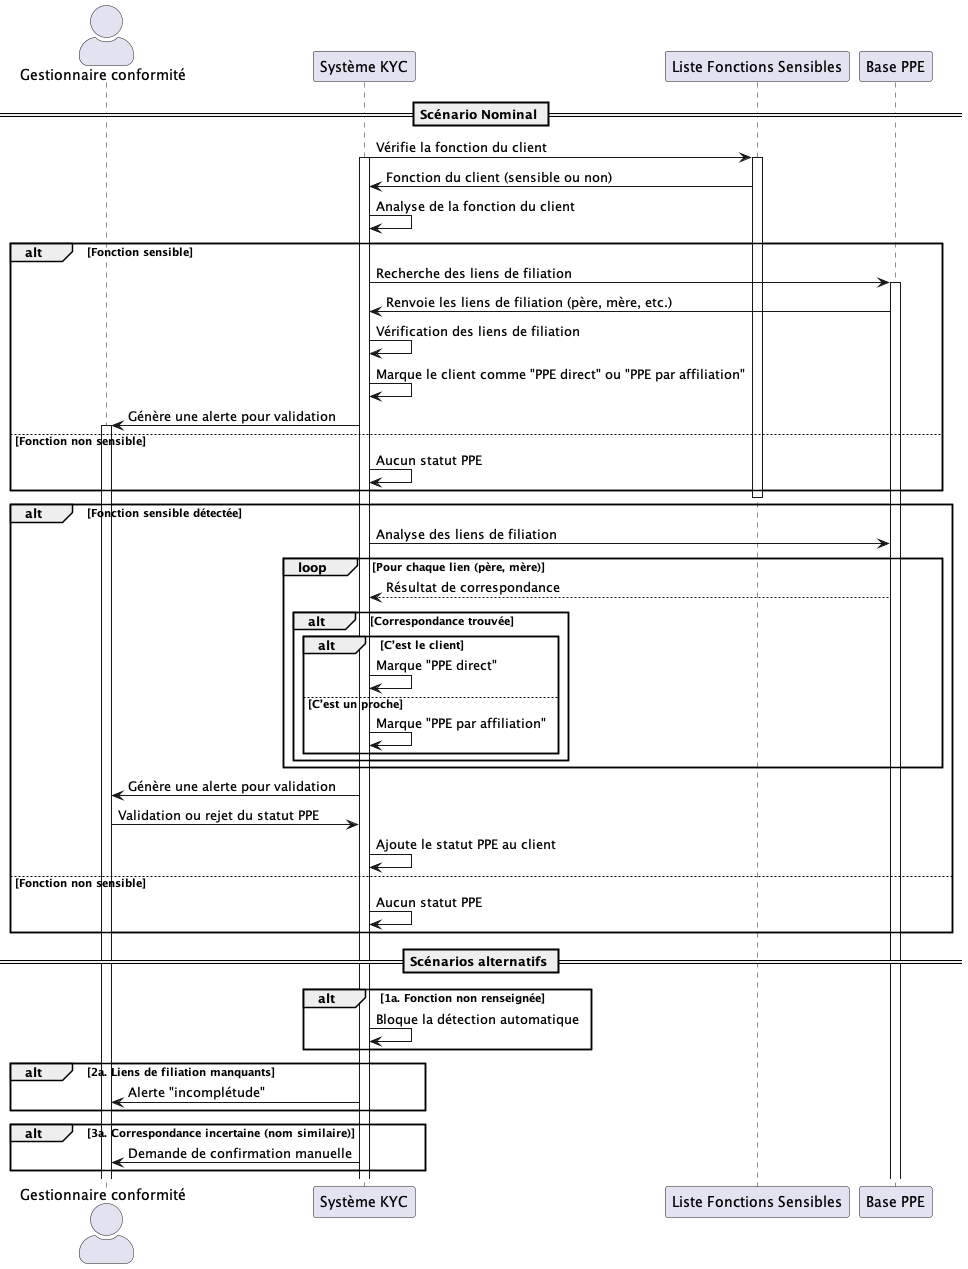 Gestionnaire conformité
Système KYC
Liste Fonctions Sensibles
Base PPE
Scénario Nominal
Vérifie la fonction du client
Fonction du client (sensible ou non)
Analyse de la fonction du client
alt
[Fonction sensible]
Recherche des liens de filiation
Renvoie les liens de filiation (père, mère, etc.)
Vérification des liens de filiation
Marque le client comme "PPE direct" ou "PPE par affiliation"
Génère une alerte pour validation
[Fonction non sensible]
Aucun statut PPE
alt
[Fonction sensible détectée]
Analyse des liens de filiation
loop
[Pour chaque lien (père, mère)]
Résultat de correspondance
alt
[Correspondance trouvée]
alt
[C'est le client]
Marque "PPE direct"
[C'est un proche]
Marque "PPE par affiliation"
Génère une alerte pour validation
Validation ou rejet du statut PPE
Ajoute le statut PPE au client
[Fonction non sensible]
Aucun statut PPE
Scénarios alternatifs
alt
[1a. Fonction non renseignée]
Bloque la détection automatique
alt
[2a. Liens de filiation manquants]
Alerte "incomplétude"
alt
[3a. Correspondance incertaine (nom similaire)]
Demande de confirmation manuelle
Gestionnaire conformité
Système KYC
Liste Fonctions Sensibles
Base PPE